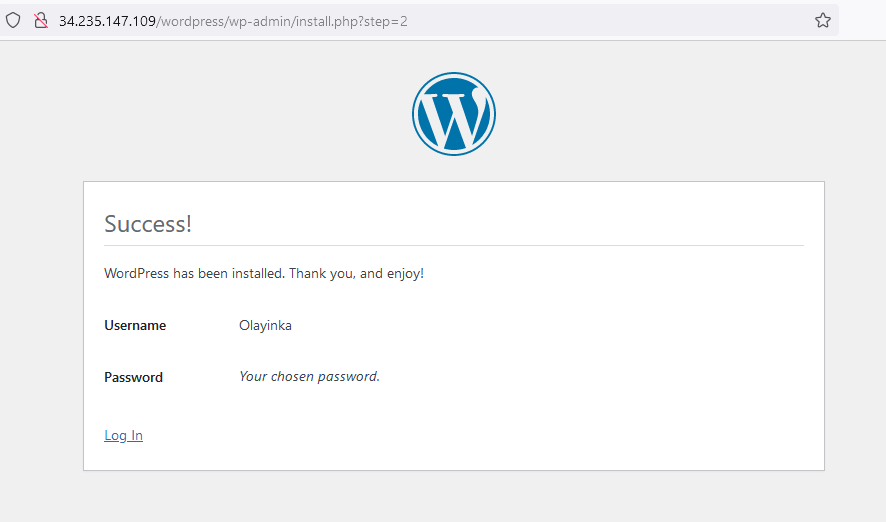 34.235.147.109/wordpress/wp-admin/install.php?step=2
W
Success!
WordPress has been installed. Thank you, and enjoy!
Username Olayinka
Password Your chosen password.
Log In